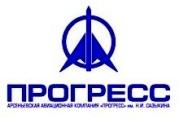 ПРОГРЕСС
АРСЕНЬЕВСКАЯ АВИАЦИОННАЯ КОМПАНИЯ «ПРОГРЕСС» им. Н.И. САЗЫКИНА